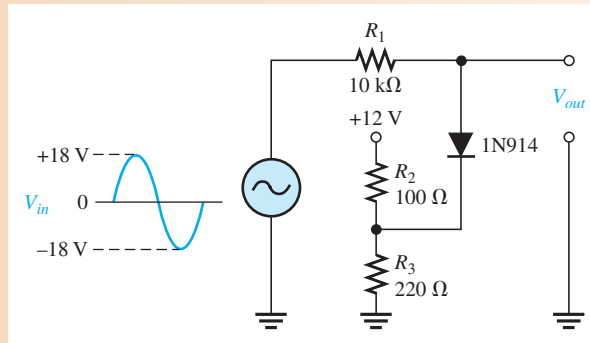 R1
10 kΩ
+12 V
Vout
1N914
+18 V
R2
100 Ω
Vin 0
–18 V
R3
220 Ω